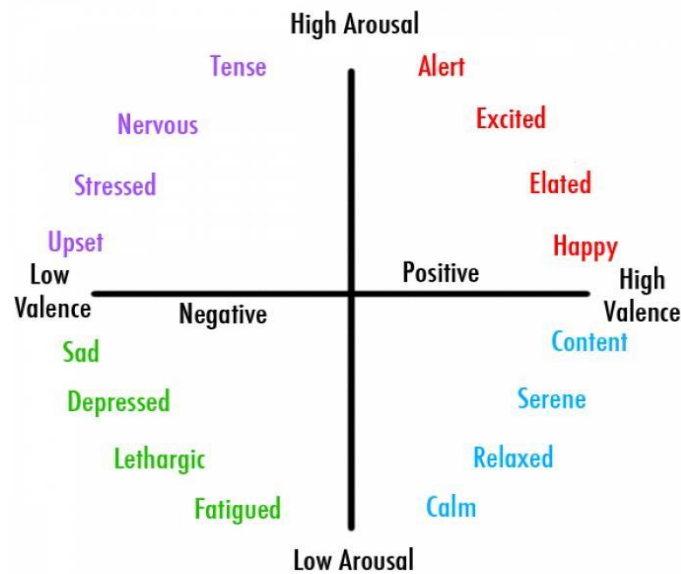 High Arousal
Tense
Alert
Nervous
Excited
Stressed
Elated
Upset
Happy
Low
Valence
Negative
Positive
High
Valence
Sad
Content
Depressed
Serene
Lethargic
Relaxed
Fatigued
Calm
Low Arousal